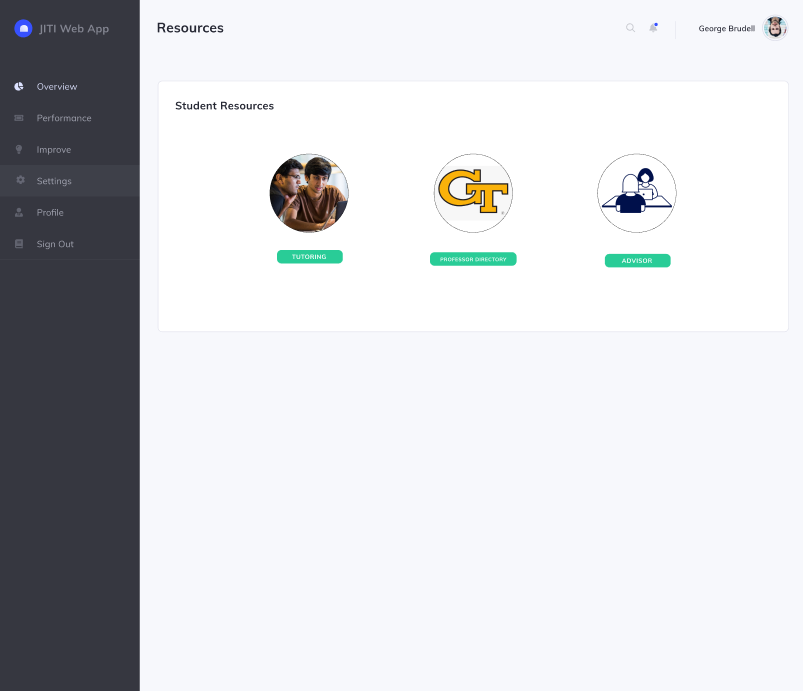 JITI Web App
Resources
George Brudell
Overview
Performance
Improve
Settings
Profile
Sign Out
Student Resources
GT
TUTORING
PROFESSOR DIRECTORY
ADVISOR